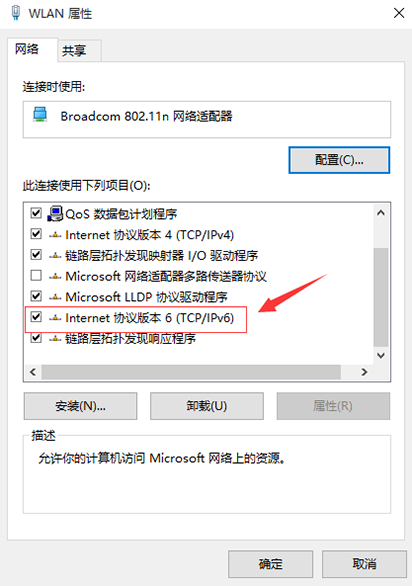 WLAN 属性
网络
共享
连接时使用:
Broadcom 802.11n 网络适配器
配置(C)...
此连接使用下列项目(O):
QoS 数据包计划程序
Internet 协议版本 4 (TCP/IPv4)
链路层拓扑发现映射器 I/O 驱动程序
Microsoft 网络适配器多路传送器协议
Microsoft LLDP 协议驱动程序
Internet 协议版本 6 (TCP/IPv6)
链路层拓扑发现响应程序
安装(N)...
卸载(U)
属性(R)
描述
允许你的计算机访问 Microsoft 网络上的资源。
确定
取消